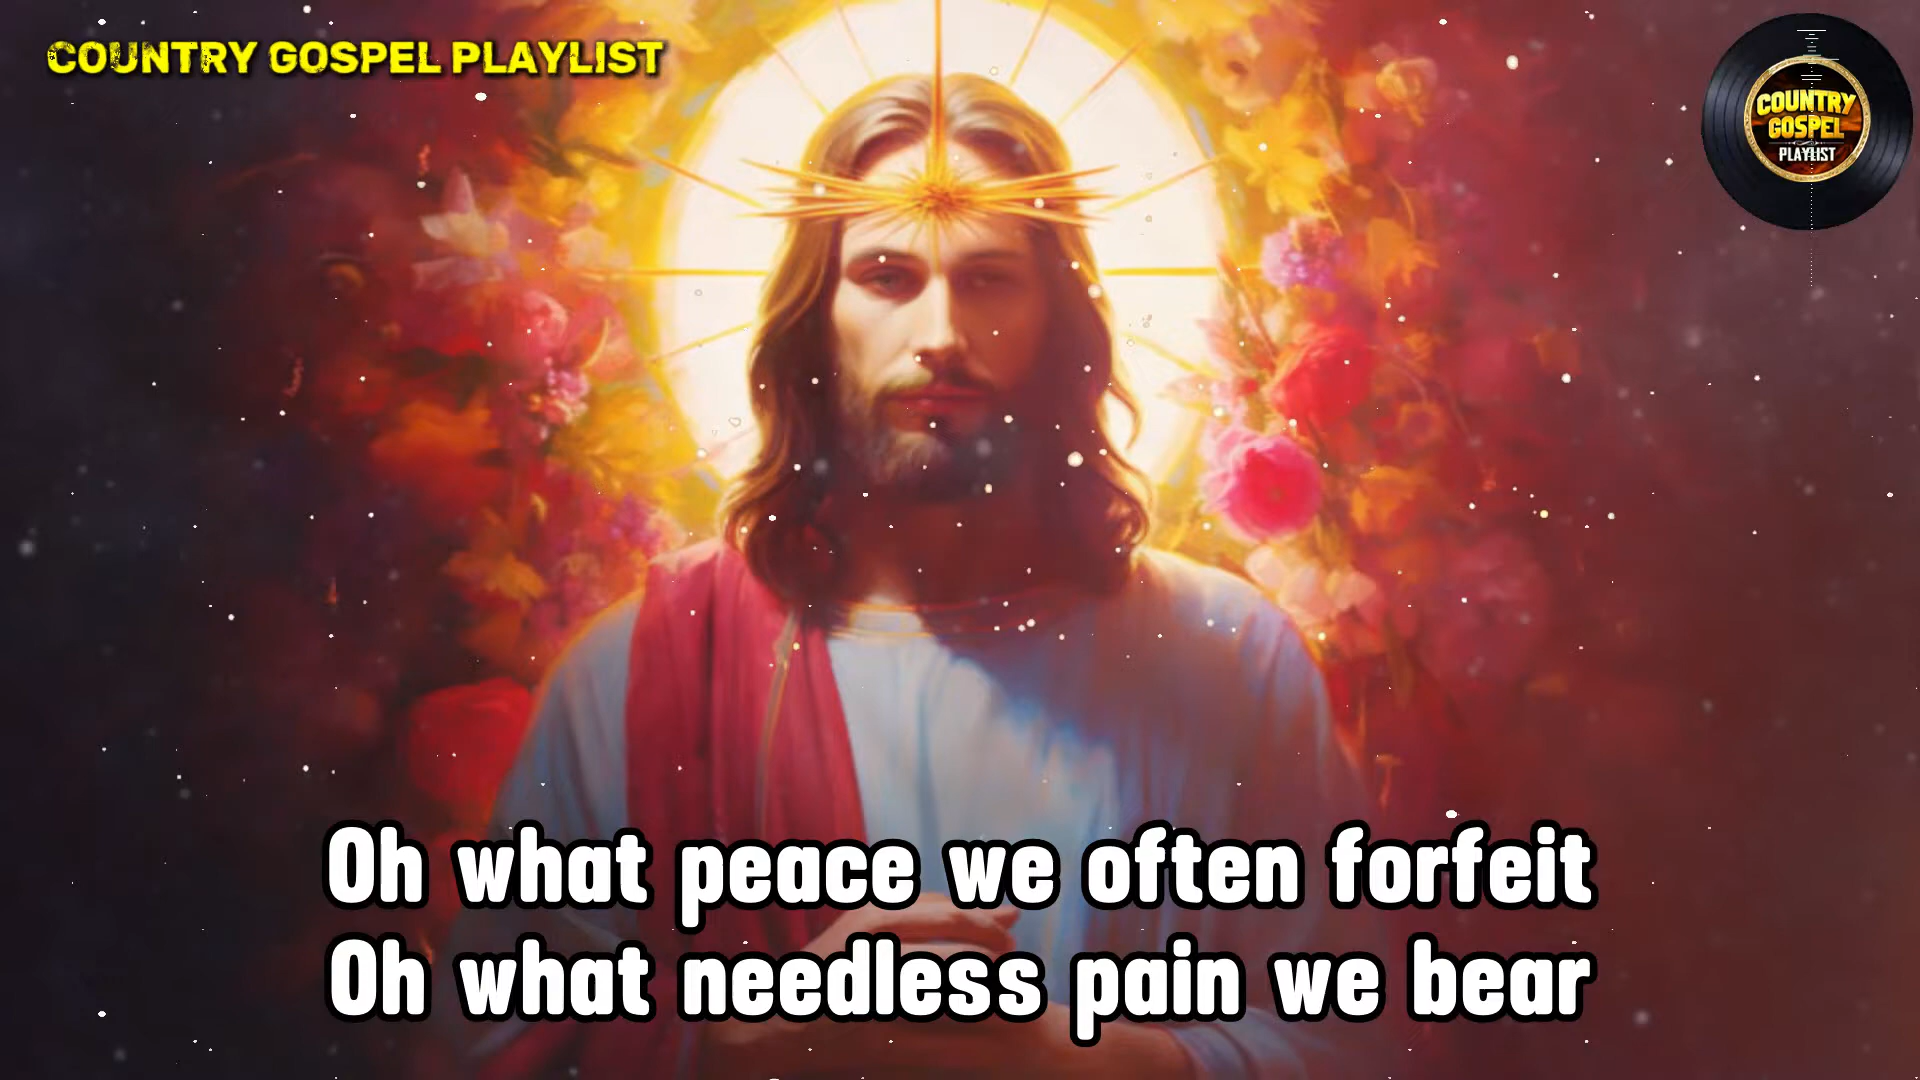 COUNTRY GOSPEL PLAYLIST
COUNTRY
GOSPEL
PLAYLIST
Oh what peace we often forfeit
Oh what needless pain we bear